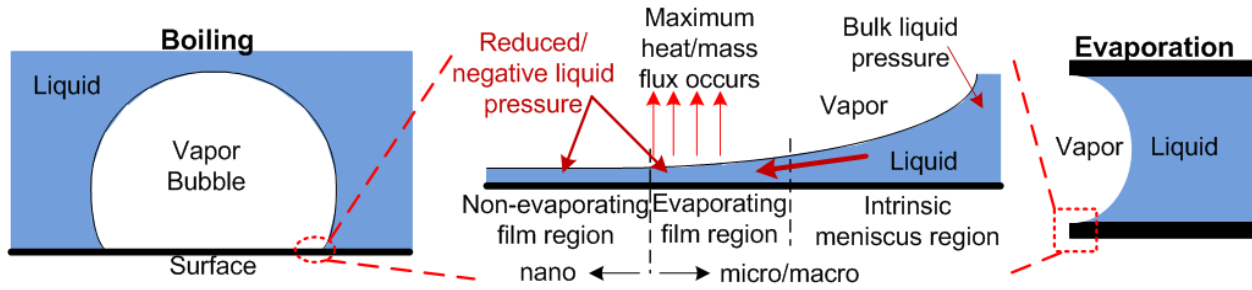 Boiling
Liquid
Vapor
Bubble
Surface
Reduced/
negative liquid
pressure
Maximum
heat/mass
flux occurs
Bulk liquid
pressure
Vapor
Liquid
Non-evaporating
film region
Evaporating
film region
Intrinsic
meniscus region
nano
micro/macro
Evaporation
Vapor
Liquid